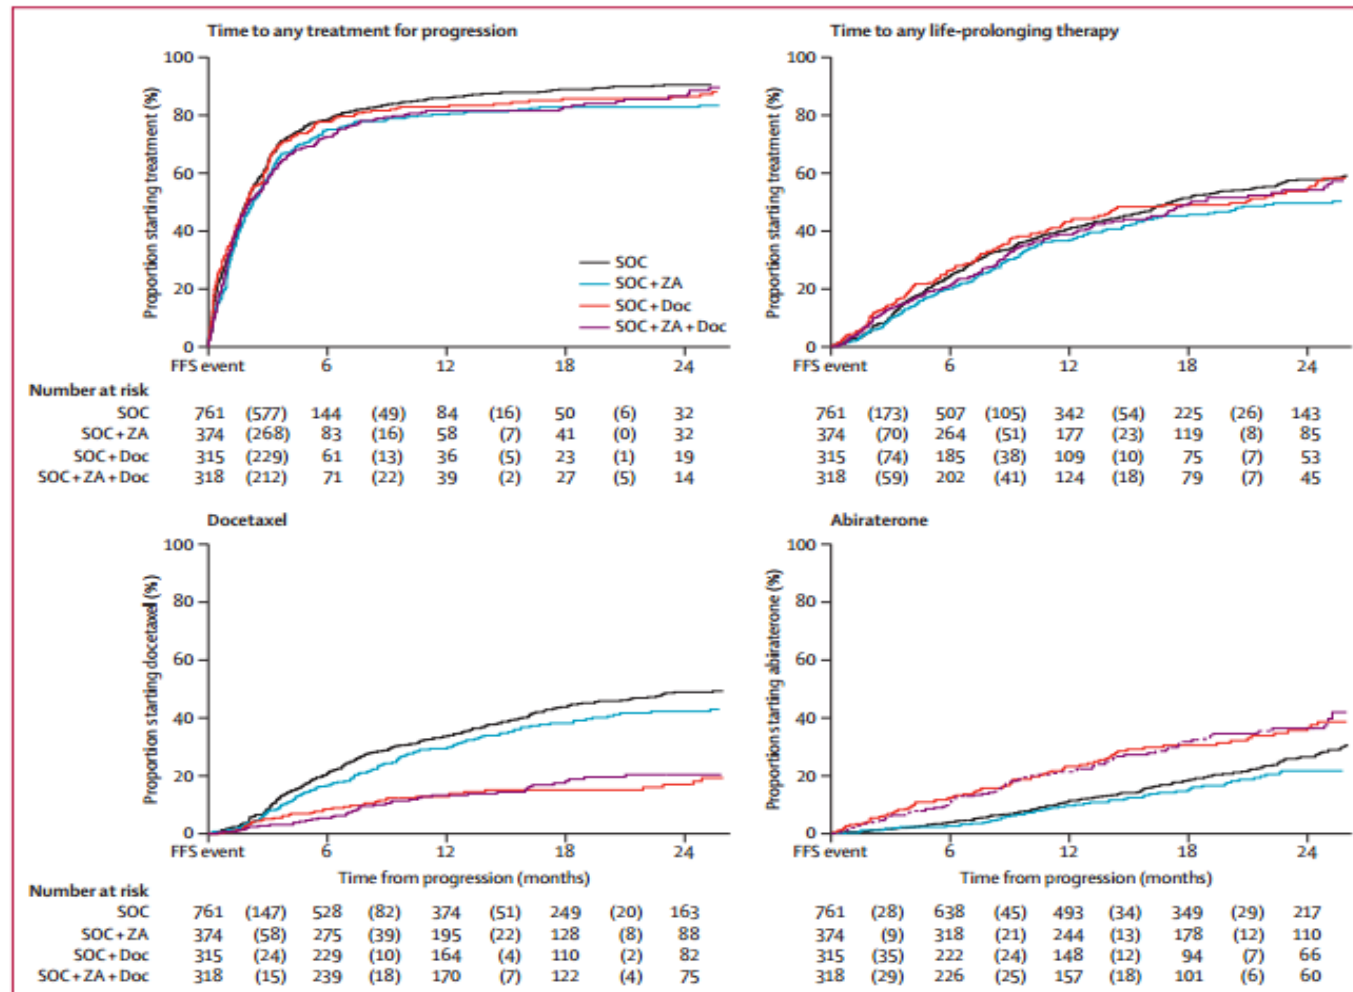 Time to any treatment for progression
Proportion starting treatment (%)
100
80
60
40
20
0
FFS event 6 12 18 24
SOC
SOC+ZA
SOC+Doc
SOC+ZA+Doc
Number at risk
SOC 761 (577) 144 (49) 84 (16) 50 (6) 32
SOC+ZA 374 (268) 83 (16) 58 (7) 41 (0) 32
SOC+Doc 315 (229) 61 (13) 36 (5) 23 (1) 19
SOC+ZA+Doc 318 (212) 71 (22) 39 (2) 27 (5) 14
Time to any life-prolonging therapy
Proportion starting treatment (%)
100
80
60
40
20
0
FFS event 6 12 18 24
761 (173) 507 (105) 342 (54) 225 (26) 143
374 (70) 264 (51) 177 (23) 119 (8) 85
315 (74) 185 (38) 109 (10) 75 (7) 53
318 (59) 202 (41) 124 (18) 79 (7) 45
Docetaxel
Proportion starting docetaxel (%)
100
80
60
40
20
0
FFS event 6 12 18 24
Time from progression (months)
Number at risk
SOC 761 (147) 528 (82) 374 (51) 249 (20) 163
SOC+ZA 374 (58) 275 (39) 195 (22) 128 (8) 88
SOC+Doc 315 (24) 229 (10) 164 (4) 110 (2) 82
SOC+ZA+Doc 318 (15) 239 (18) 170 (7) 122 (4) 75
Abiraterone
Proportion starting abiraterone (%)
100
80
60
40
20
0
FFS event 6 12 18 24
Time from progression (months)
761 (28) 638 (45) 493 (34) 349 (29) 217
374 (9) 318 (21) 244 (13) 178 (12) 110
315 (35) 222 (24) 148 (12) 94 (7) 66
318 (29) 226 (25) 157 (18) 101 (6) 60